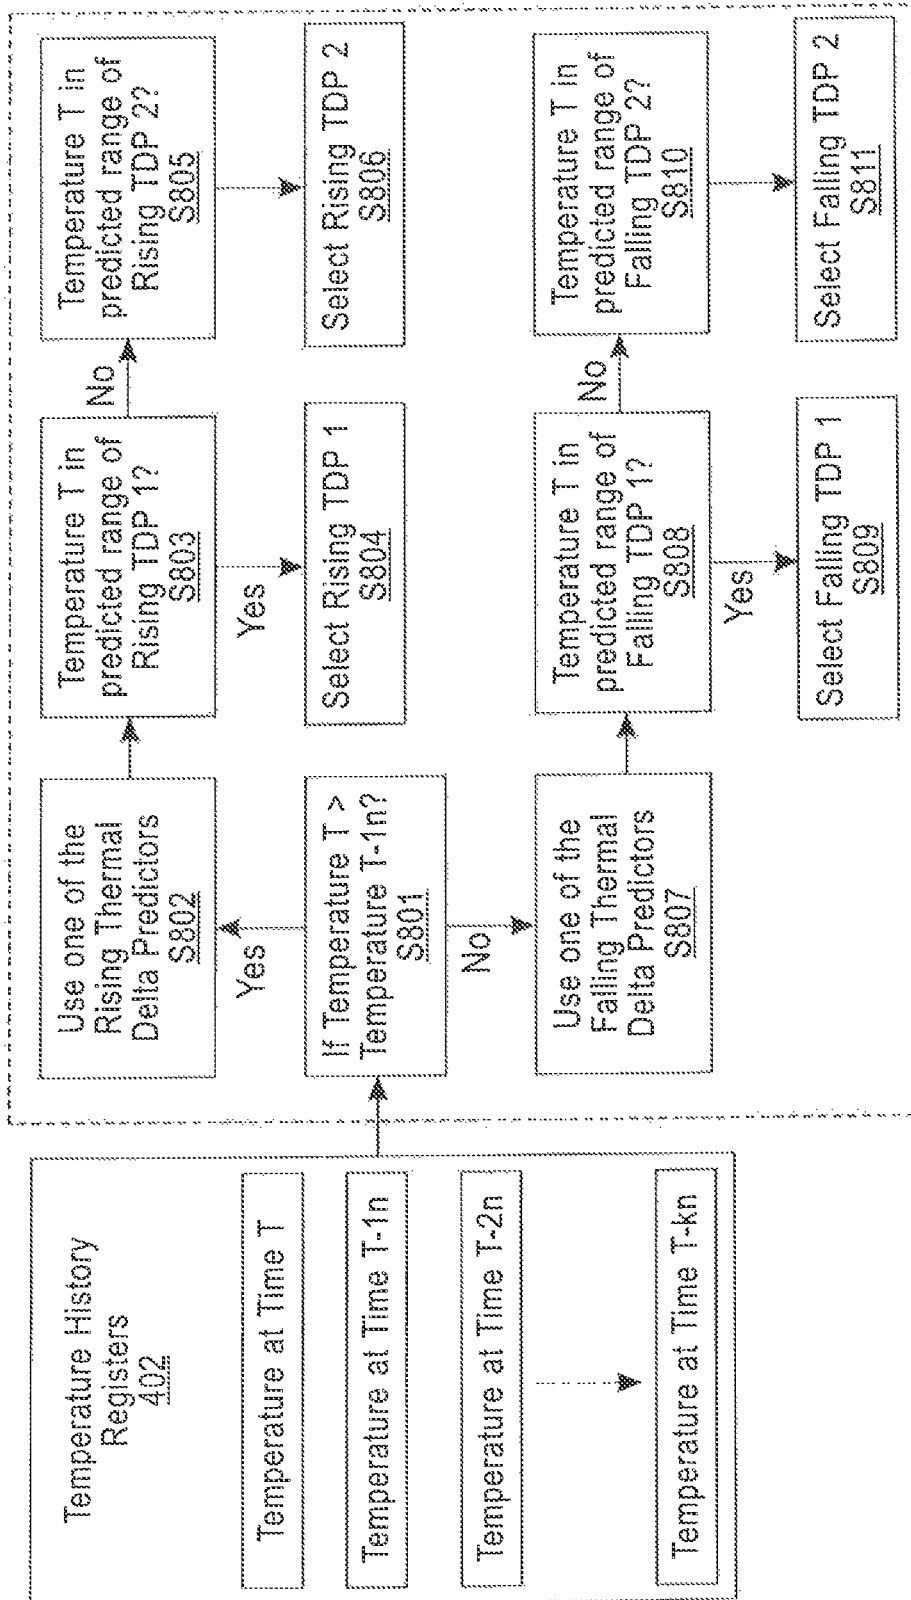 Temperature History
Registers
402
Temperature at Time T
Temperature at Time T-1n
Temperature at Time T-2n
Temperature at Time T-kn
Use one of the
Rising Thermal
Delta Predictors
S802
Yes
If Temperature T >
Temperature T-1n?
S801
No
Use one of the
Falling Thermal
Delta Predictors
S807
Temperature T in
predicted range of
Rising TDP 1?
S803
Yes
Select Rising TDP 1
S804
Temperature T in
predicted range of
Falling TDP 1?
S808
Yes
Select Falling TDP 1
S809
No
Temperature T in
predicted range of
Rising TDP 2?
S805
Select Rising TDP 2
S806
No
Temperature T in
predicted range of
Falling TDP 2?
S810
Select Falling TDP 2
S811